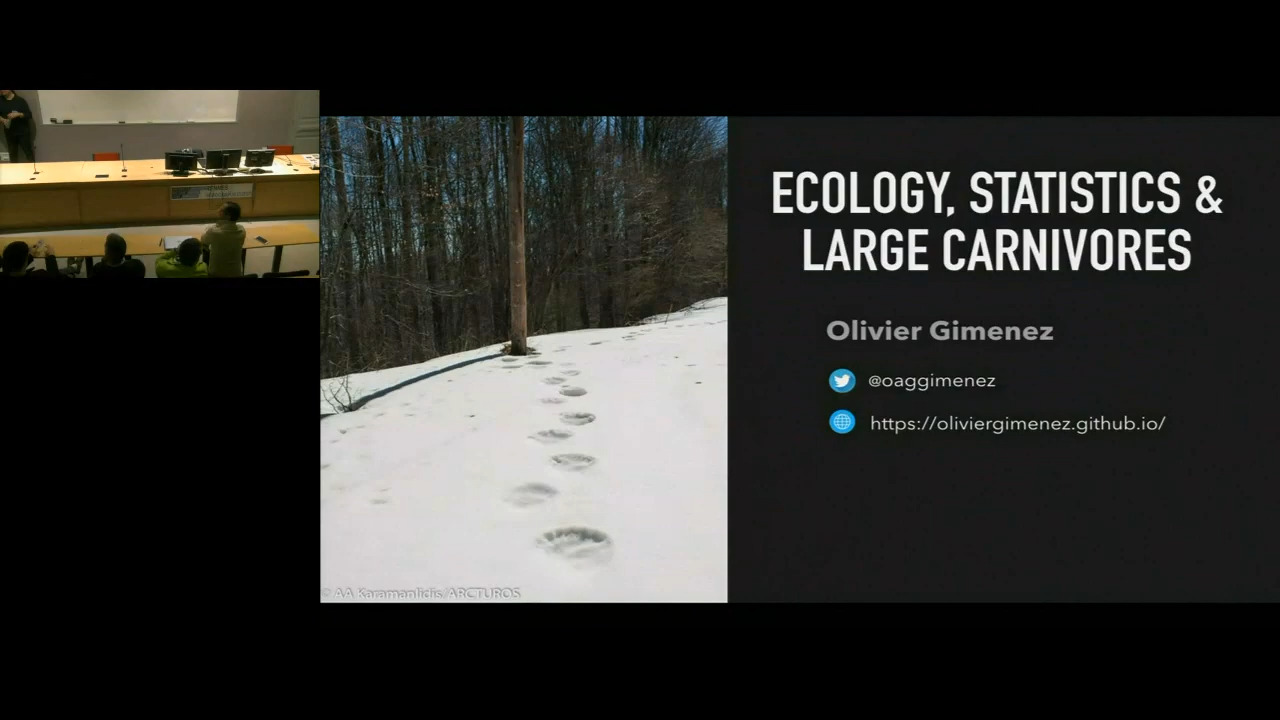 ECOLOGY, STATISTICS &
LARGE CARNIVORES
Olivier Gimenez
@oaggimenez
https://oliviergimenez.github.io/
© AA Karamanlidis/ARCTUROS